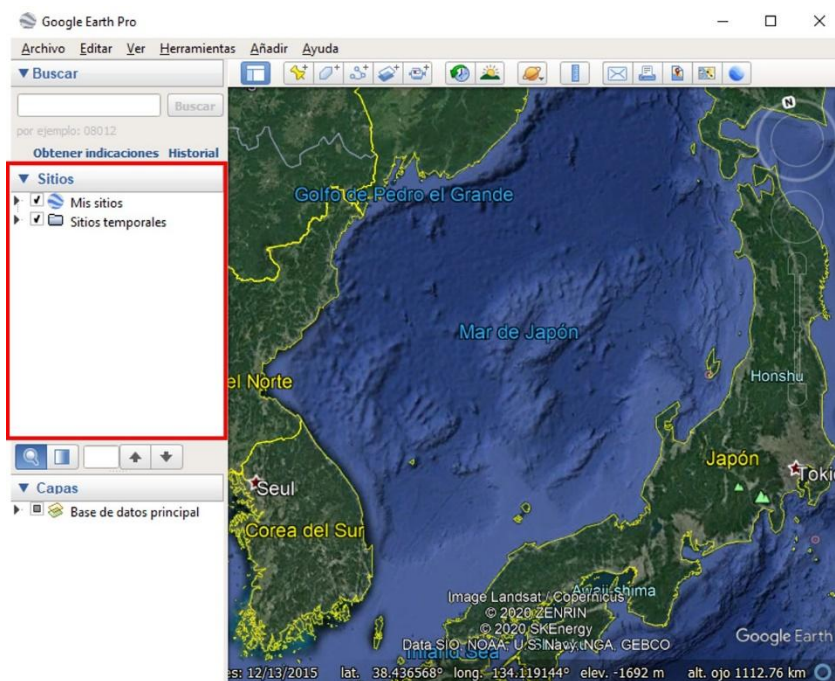 Google Earth Pro
Archivo Editar Ver Herramientas Añadir Ayuda
Buscar
Buscar
por ejemplo: 08012
Obtener indicaciones Historial
Sitios
Mis sitios
Sitios temporales
Capas
Base de datos principal
N
Golfo de Pedro el Grande
Mar de Japón
el Norte
Honshu
Japón
Tokio
Seul
Corea del Sur
Awaji-shima
Image Landsat / Copernicus
© 2020 ZENRIN
© 2020 SKEnergy
Data SIO, NOAA, U.S. Navy, NGA, GEBCO
Inland Sea
Google Earth
es: 12/13/2015 lat. 38.436568° long. 134.119144° elev. -1692 m alt. ojo 1112.76 km